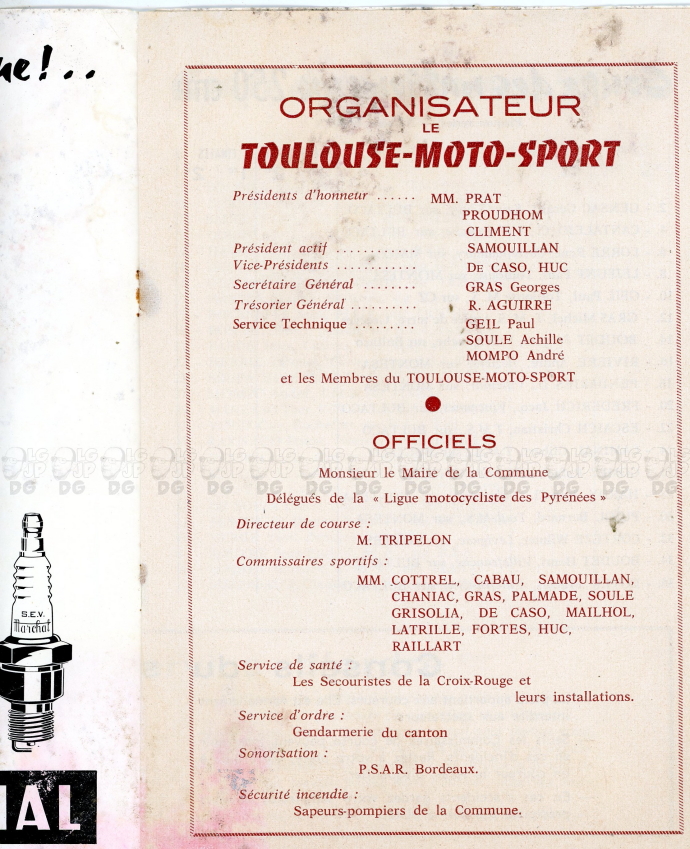 ue!..
S.E.V.
Marchal
HAL
ORGANISATEUR
LE
TOULOUSE-MOTO-SPORT
Présidents d'honneur ...... MM. PRAT
PROUDHOM
CLIMENT
Président actif ........... SAMOUILLAN
Vice-Présidents .......... DE CASO, HUC
Secrétaire Général ....... GRAS Georges
Trésorier Général ........ R. AGUIRRE
Service Technique ......... GEIL Paul
SOULE Achille
MOMPO André
et les Membres du TOULOUSE-MOTO-SPORT
OFFICIELS
Monsieur le Maire de la Commune
Délégués de la « Ligue motocycliste des Pyrénées »
Directeur de course :
M. TRIPELON
Commissaires sportifs :
MM. COTTREL, CABAU, SAMOUILLAN,
CHANIAC, GRAS, PALMADE, SOULE
GRISOLIA, DE CASO, MAILHOL,
LATRILLE, FORTES, HUC,
RAILLART
Service de santé :
Les Secouristes de la Croix-Rouge et
leurs installations.
Service d'ordre :
Gendarmerie du canton
Sonorisation :
P.S.A.R. Bordeaux.
Sécurité incendie :
Sapeurs-pompiers de la Commune.